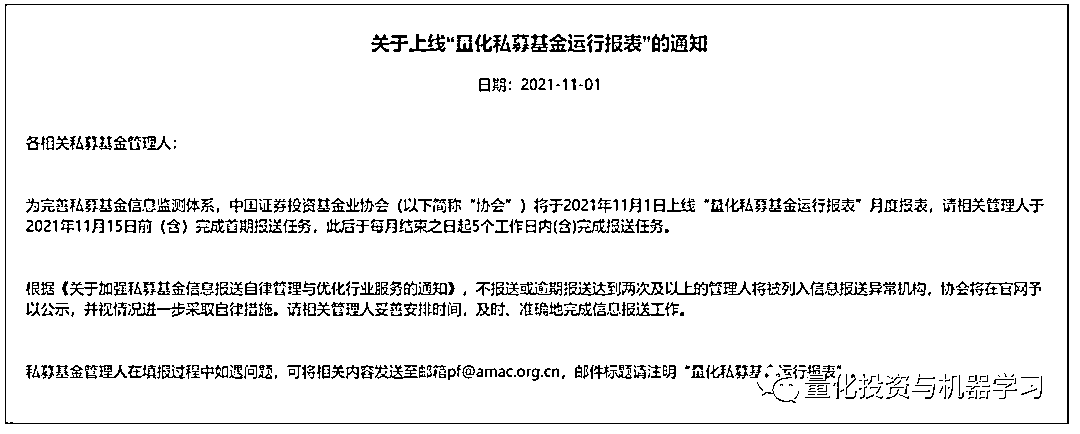 关于上线“量化私募基金运行报表”的通知
日期：2021-11-01
各相关私募基金管理人：
为完善私募基金信息监测体系，中国证券投资基金业协会（以下简称“协会”）将于2021年11月1日上线“量化私募基金运行报表”月度报表，请相关管理人于
2021年11月15日前（含）完成首期报送任务，此后于每月结束之日起5个工作日内(含)完成报送任务。
根据《关于加强私募基金信息报送自律管理与优化行业服务的通知》，不报送或逾期报送达到两次及以上的管理人将被列入信息报送异常机构，协会将在官网予
以公示，并视情况进一步采取自律措施。请相关管理人妥善安排时间，及时、准确地完成信息报送工作。
私募基金管理人在填报过程中如遇问题，可将相关内容发送至邮箱pf@amac.org.cn，邮件标题请注明“量化私募基金运行报表”。
量化投资与机器学习